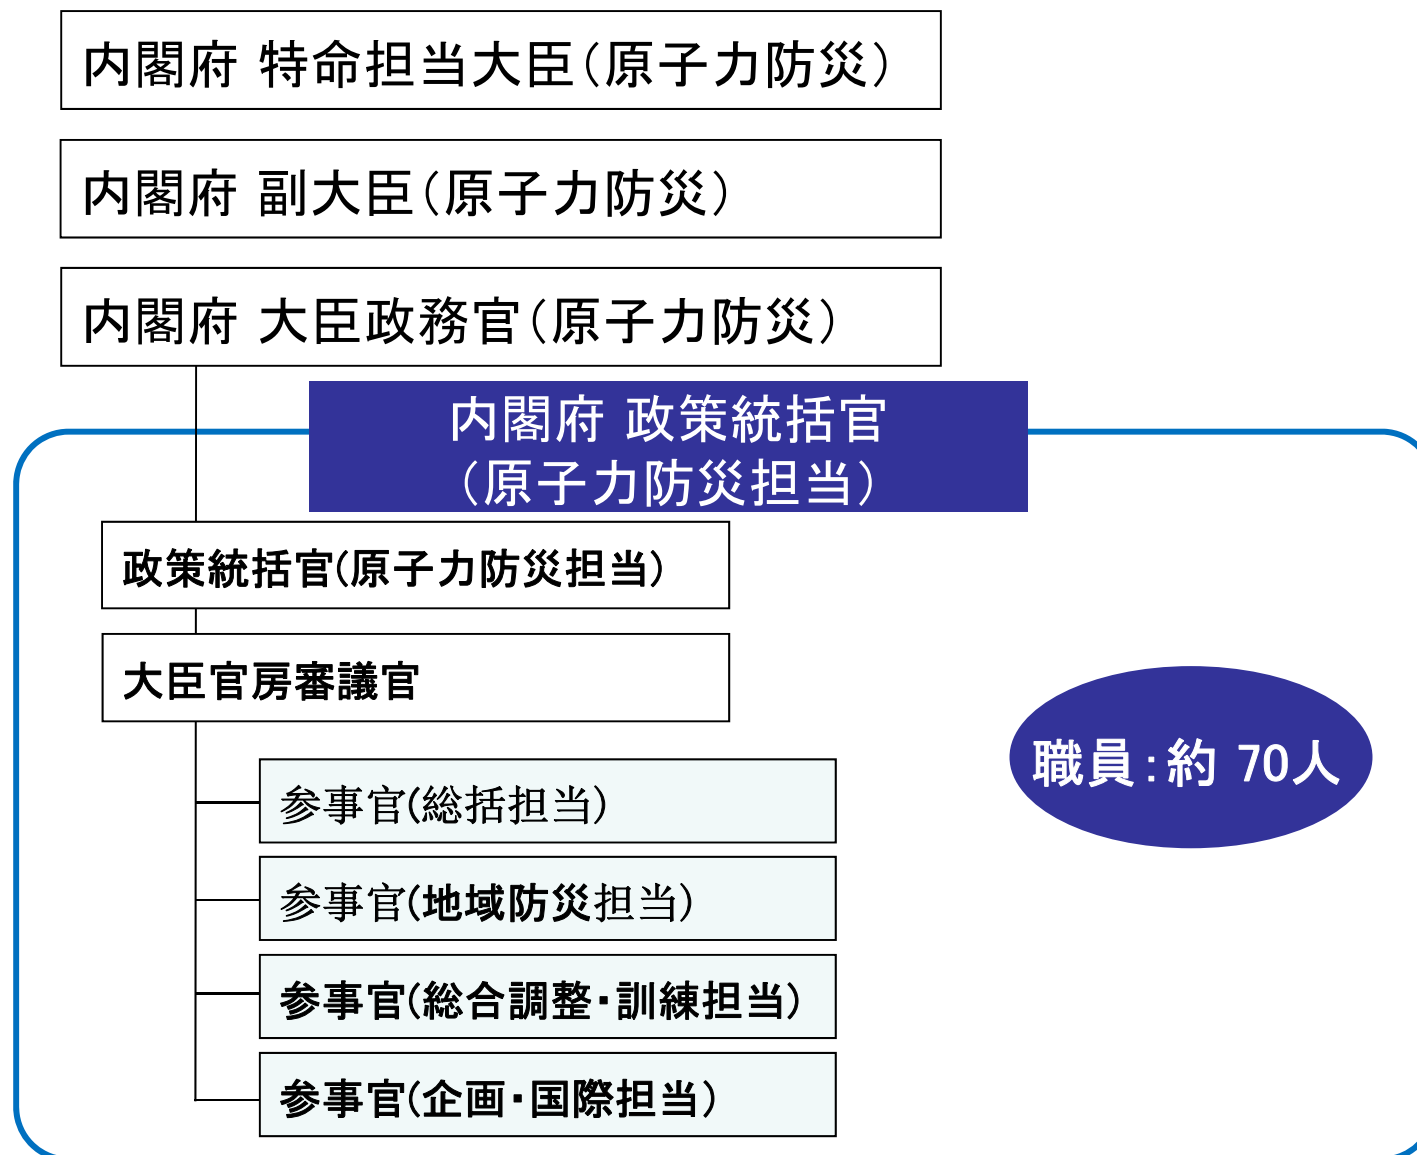 内閣府 特命担当大臣（原子力防災）
内閣府 副大臣（原子力防災）
内閣府 大臣政務官（原子力防災）
内閣府 政策統括官
（原子力防災担当）
政策統括官(原子力防災担当)
大臣官房審議官
参事官(総括担当)
参事官(地域防災担当)
参事官(総合調整・訓練担当)
参事官(企画・国際担当)
職員：約 70人